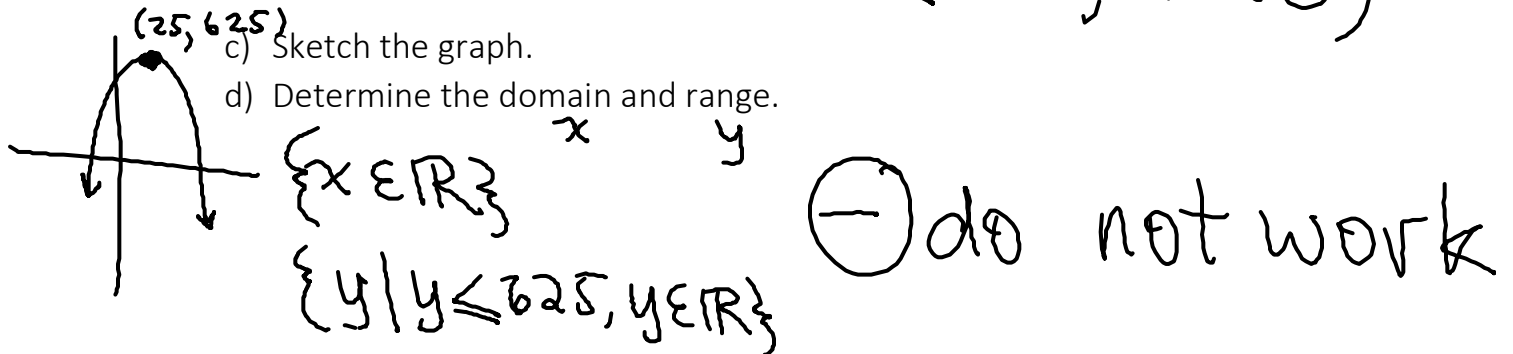 (25, 625)
c) Sketch the graph.
d) Determine the domain and range.
x y
{x ∈ ℝ}
⊖ do not work
{y | y ≤ 625, y ∈ ℝ}